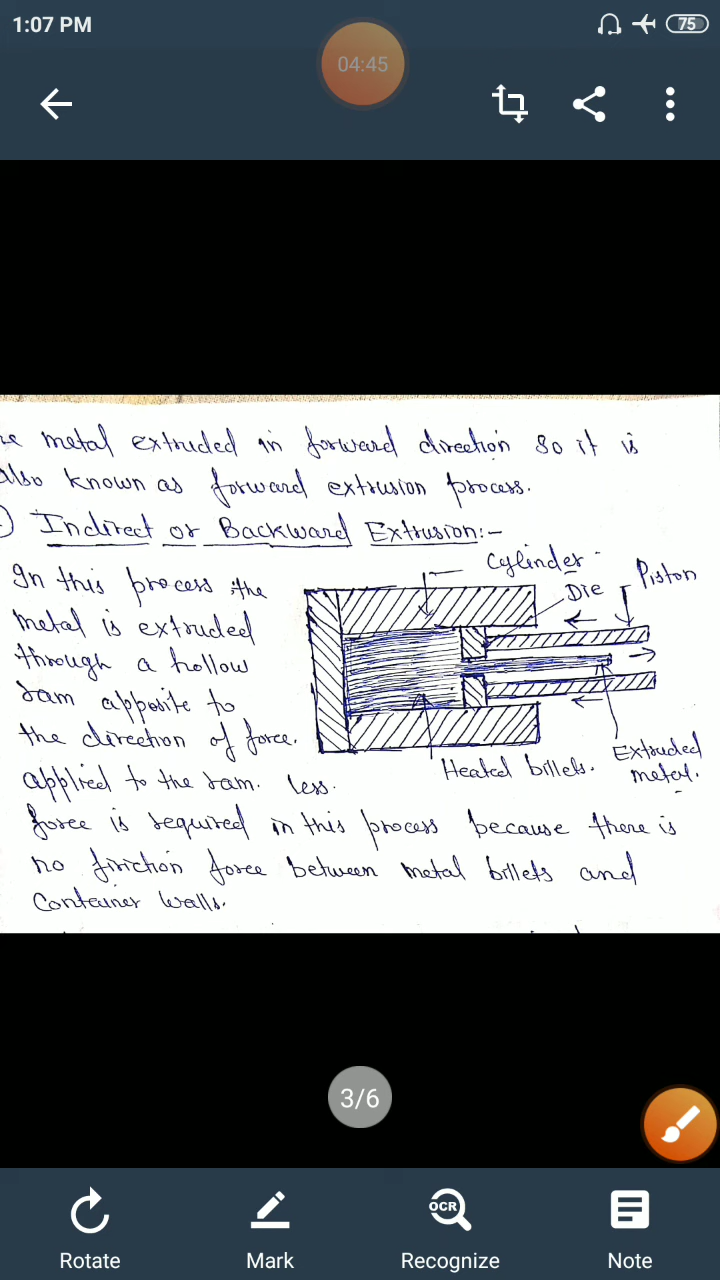 1:07 PM
75
04:45
re metal extruded in forward direction so it is
also known as forward extrusion process.
Indirect or Backward Extrusion:-
In this process, the
metal is extruded
through a hollow
ram apposite to
the direction of force.
applied to the ram. less.
force is required in this process because there is
no friction force between metal billets and
Container walls.
Cylinder
Die
Piston
Heated billets.
Extruded
metal.
3/6
OCR
Rotate
Mark
Recognize
Note